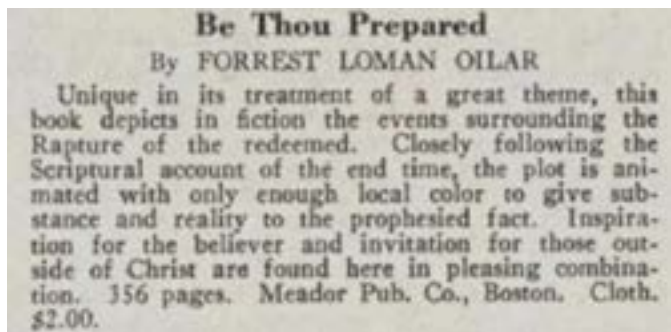 Be Thou Prepared
By FORREST LOMAN OILAR
Unique in its treatment of a great theme, this
book depicts in fiction the events surrounding the
Rapture of the redeemed. Closely following the
Scriptural account of the end time, the plot is ani-
mated with only enough local color to give sub-
stance and reality to the prophesied fact. Inspira-
tion for the believer and invitation for those out-
side of Christ are found here in pleasing combina-
tion. 356 pages. Meador Pub. Co., Boston. Cloth.
$2.00.